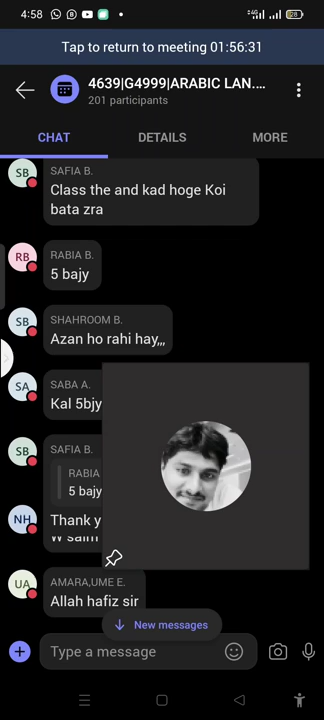 4:58
Tap to return to meeting 01:56:31
4639|G4999|ARABIC LAN....
201 participants
CHAT DETAILS MORE
SB
SAFIA B.
Class the and kad hoge Koi
bata zra
RB
RABIA B.
5 bajy
SB
SHAHROOM B.
Azan ho rahi hay,,,
SA
SABA A.
Kal 5bjy
SB
SAFIA B.
RABIA
5 bajy
NH
Thank y
UA
AMARA,UME E.
Allah hafiz sir
New messages
Type a message